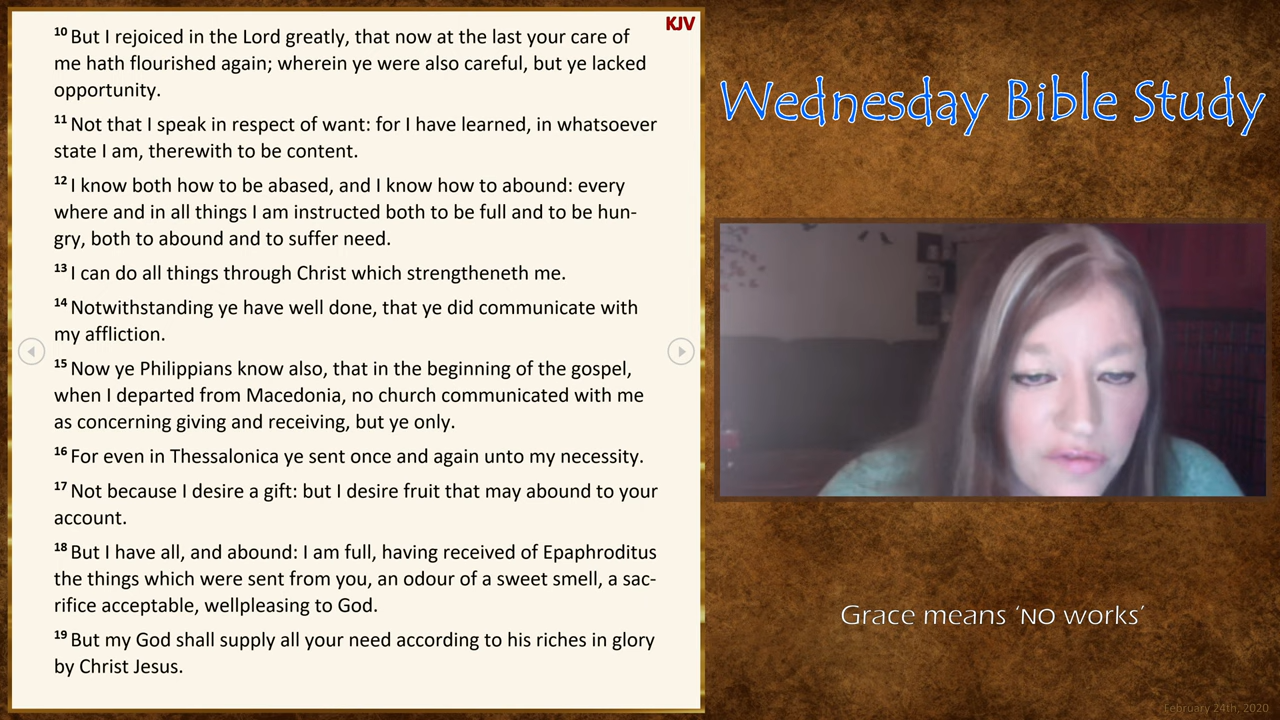 KJV
10 But I rejoiced in the Lord greatly, that now at the last your care of
me hath flourished again; wherein ye were also careful, but ye lacked
opportunity.
11 Not that I speak in respect of want: for I have learned, in whatsoever
state I am, therewith to be content.
12 I know both how to be abased, and I know how to abound: every
where and in all things I am instructed both to be full and to be hun-
gry, both to abound and to suffer need.
13 I can do all things through Christ which strengtheneth me.
14 Notwithstanding ye have well done, that ye did communicate with
my affliction.
15 Now ye Philippians know also, that in the beginning of the gospel,
when I departed from Macedonia, no church communicated with me
as concerning giving and receiving, but ye only.
16 For even in Thessalonica ye sent once and again unto my necessity.
17 Not because I desire a gift: but I desire fruit that may abound to your
account.
18 But I have all, and abound: I am full, having received of Epaphroditus
the things which were sent from you, an odour of a sweet smell, a sac-
rifice acceptable, wellpleasing to God.
19 But my God shall supply all your need according to his riches in glory
by Christ Jesus.
Wednesday Bible Study
Grace means ‘NO works’
February 24th, 2020